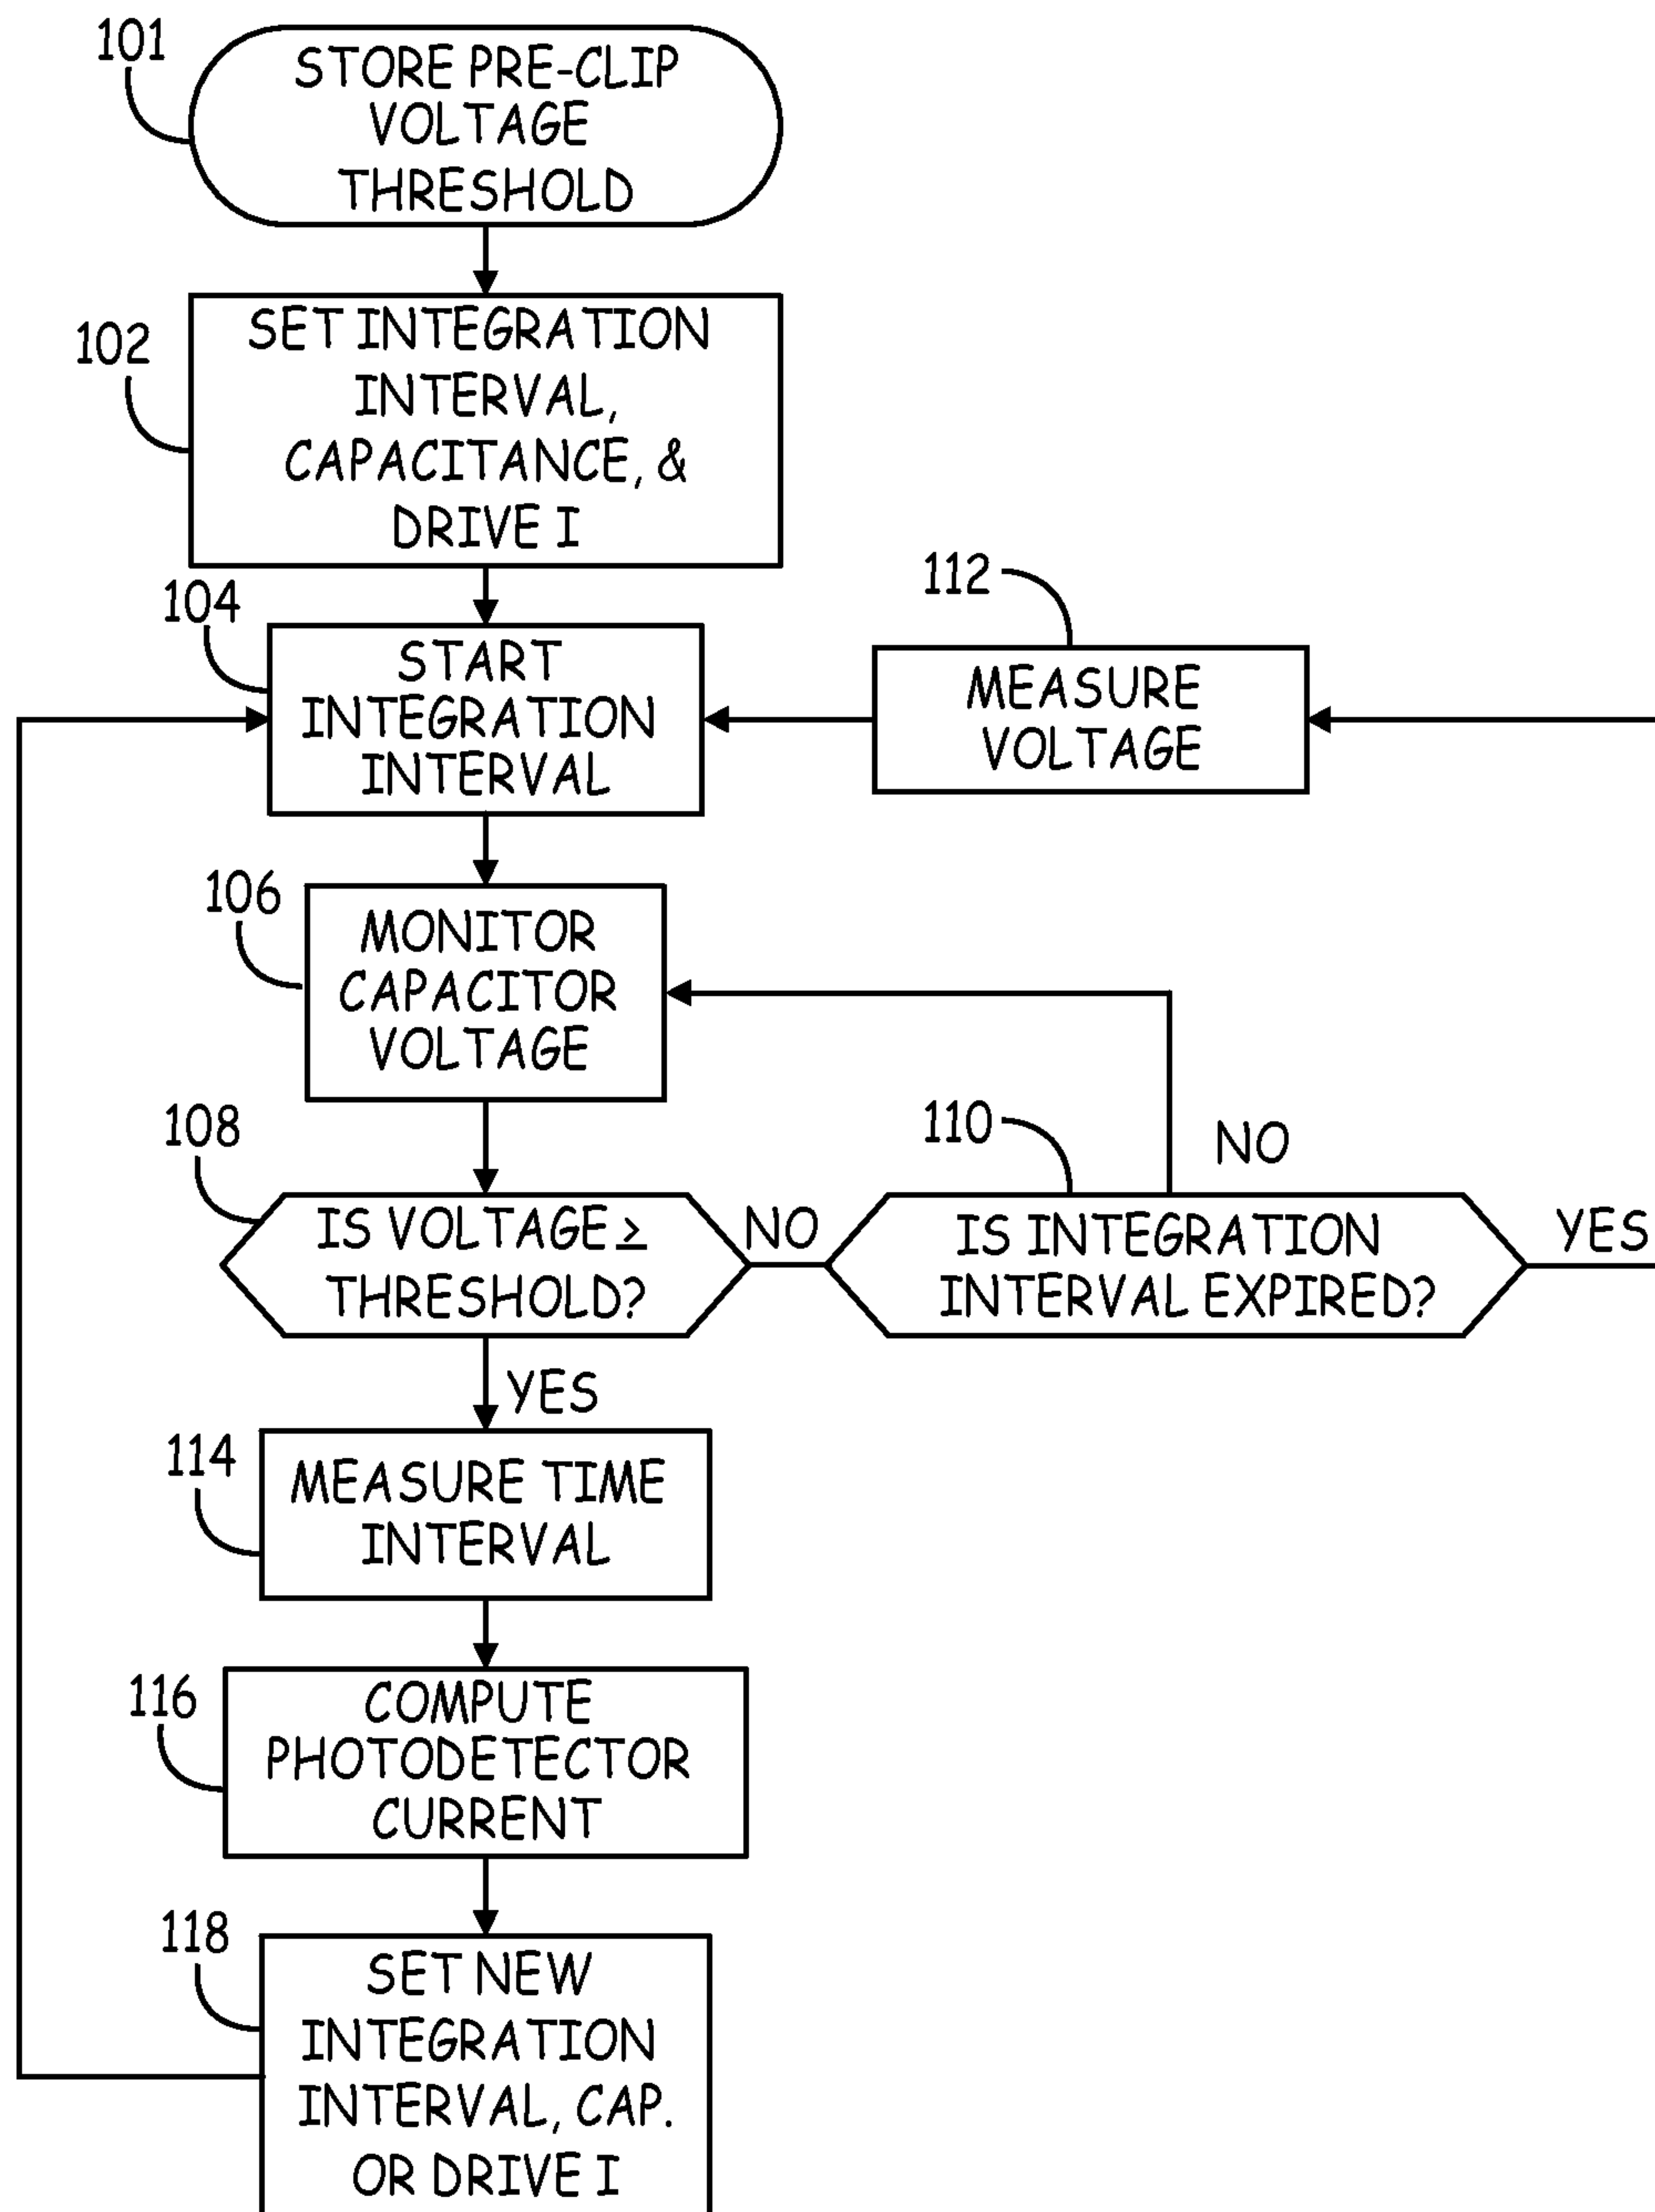 101
STORE PRE-CLIP
VOLTAGE
THRESHOLD
102
SET INTEGRATION
INTERVAL,
CAPACITANCE, &
DRIVE I
104
START
INTEGRATION
INTERVAL
112
MEASURE
VOLTAGE
106
MONITOR
CAPACITOR
VOLTAGE
108
IS VOLTAGE ≥
THRESHOLD?
NO
110
IS INTEGRATION
INTERVAL EXPIRED?
NO
YES
YES
114
MEASURE TIME
INTERVAL
116
COMPUTE
PHOTODETECTOR
CURRENT
118
SET NEW
INTEGRATION
INTERVAL, CAP.
OR DRIVE I